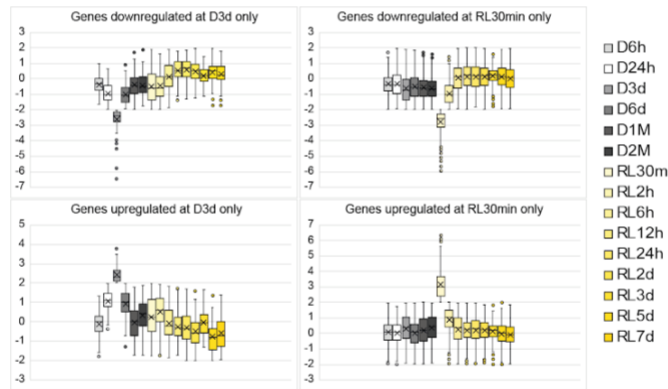 Genes downregulated at D3d only
3
2
1
0
-1
-2
-3
-4
-5
-6
-7
Genes downregulated at RL30min only
3
2
1
0
-1
-2
-3
-4
-5
-6
-7
Genes upregulated at D3d only
5
4
3
2
1
0
-1
-2
-3
Genes upregulated at RL30min only
7
6
5
4
3
2
1
0
-1
-2
-3
D6h
D24h
D3d
D6d
D1M
D2M
RL30m
RL2h
RL6h
RL12h
RL24h
RL2d
RL3d
RL5d
RL7d